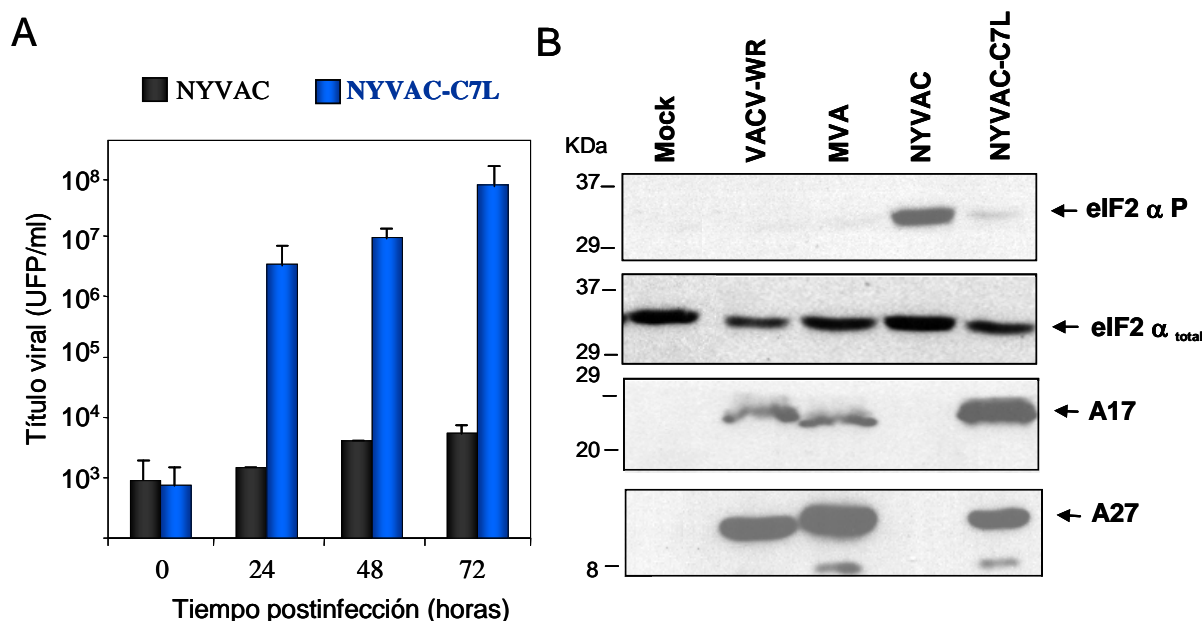 A
NYVAC NYVAC-C7L
Título viral (UFP/ml)
10⁸
10⁷
10⁶
10⁵
10⁴
10³
0 24 48 72
Tiempo postinfección (horas)
B
KDa
Mock VACV-WR MVA NYVAC NYVAC-C7L
37
29
eIF2 α P
37
29
eIF2 α total
29
20
A17
8
A27